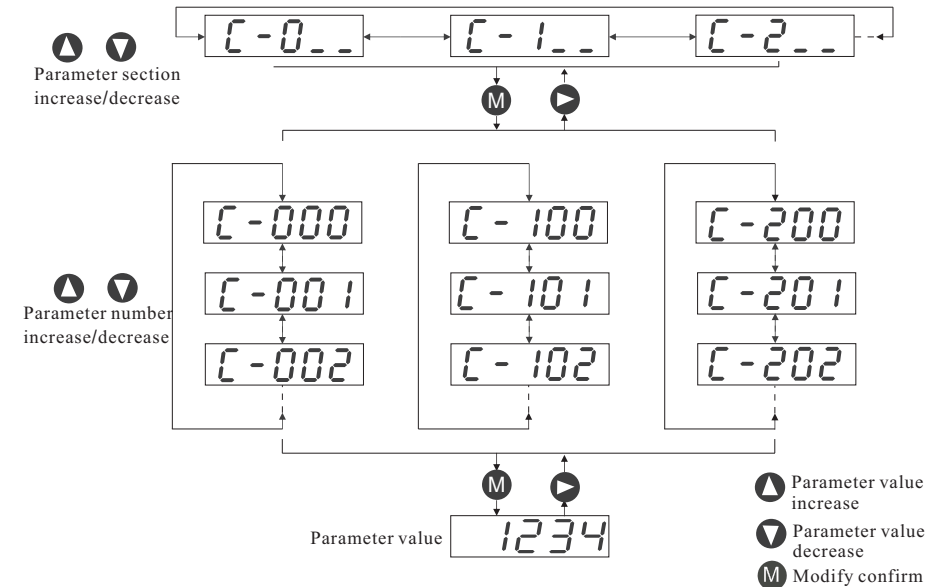 C-0__ C-1__ C-2__
Parameter section
increase/decrease
M
C-000 C-100 C-200
C-001 C-101 C-201
Parameter number
increase/decrease
C-002 C-102 C-202
M
Parameter value 1234
Parameter value
increase
Parameter value
decrease
M Modify confirm